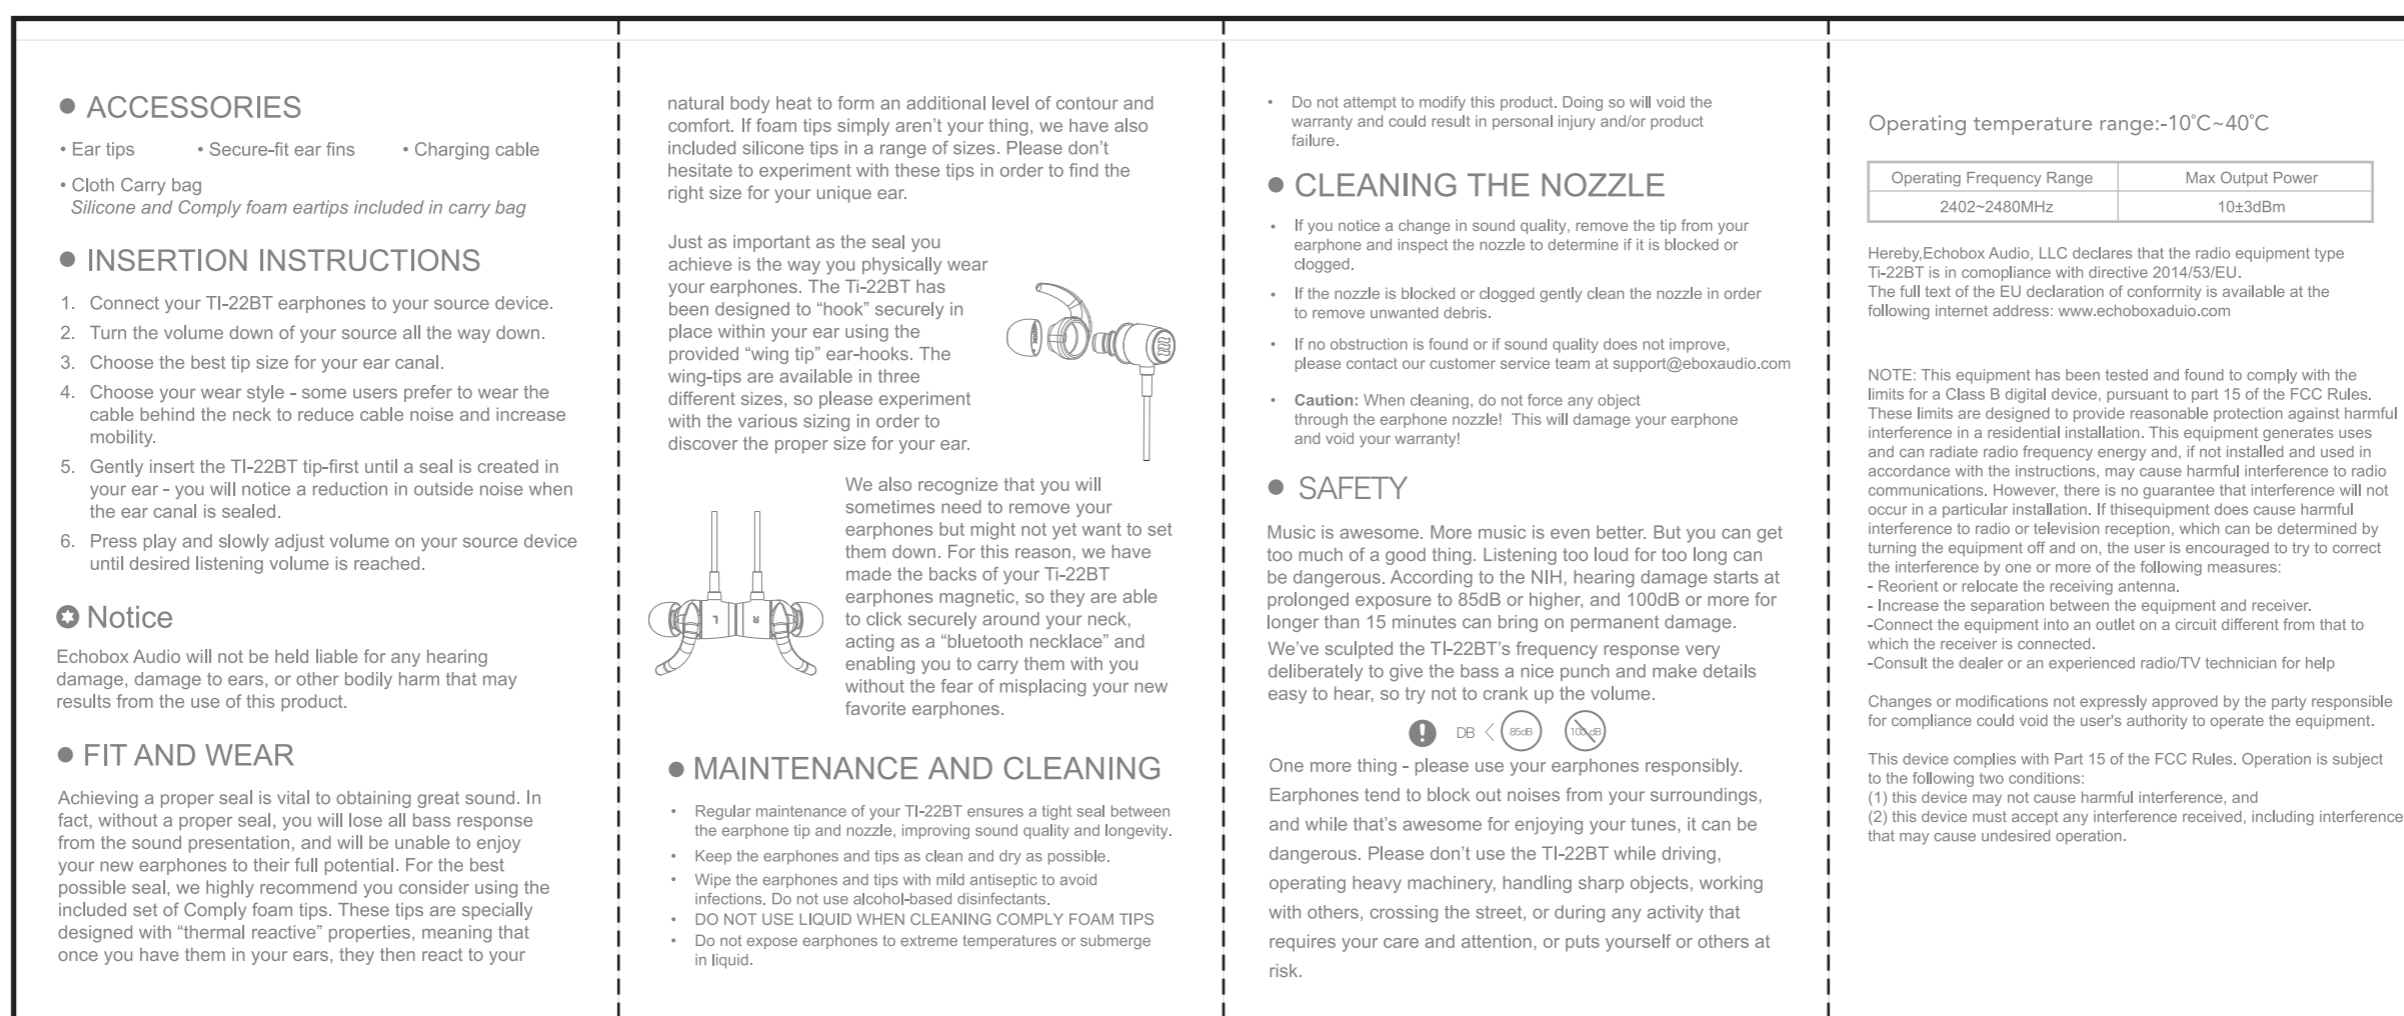 ● ACCESSORIES
• Ear tips • Secure-fit ear fins • Charging cable
• Cloth Carry bag
Silicone and Comply foam eartips included in carry bag
● INSERTION INSTRUCTIONS
1. Connect your TI-22BT earphones to your source device.
2. Turn the volume down of your source all the way down.
3. Choose the best tip size for your ear canal.
4. Choose your wear style - some users prefer to wear the
cable behind the neck to reduce cable noise and increase
mobility.
5. Gently insert the TI-22BT tip-first until a seal is created in
your ear - you will notice a reduction in outside noise when
the ear canal is sealed.
6. Press play and slowly adjust volume on your source device
until desired listening volume is reached.
Notice
Echobox Audio will not be held liable for any hearing
damage, damage to ears, or other bodily harm that may
results from the use of this product.
● FIT AND WEAR
Achieving a proper seal is vital to obtaining great sound. In
fact, without a proper seal, you will lose all bass response
from the sound presentation, and will be unable to enjoy
your new earphones to their full potential. For the best
possible seal, we highly recommend you consider using the
included set of Comply foam tips. These tips are specially
designed with “thermal reactive” properties, meaning that
once you have them in your ears, they then react to your
natural body heat to form an additional level of contour and
comfort. If foam tips simply aren’t your thing, we have also
included silicone tips in a range of sizes. Please don’t
hesitate to experiment with these tips in order to find the
right size for your unique ear.
Just as important as the seal you
achieve is the way you physically wear
your earphones. The Ti-22BT has
been designed to “hook” securely in
place within your ear using the
provided “wing tip” ear-hooks. The
wing-tips are available in three
different sizes, so please experiment
with the various sizing in order to
discover the proper size for your ear.
We also recognize that you will
sometimes need to remove your
earphones but might not yet want to set
them down. For this reason, we have
made the backs of your Ti-22BT
earphones magnetic, so they are able
to click securely around your neck,
acting as a “bluetooth necklace” and
enabling you to carry them with you
without the fear of misplacing your new
favorite earphones.
L R
● MAINTENANCE AND CLEANING
• Regular maintenance of your TI-22BT ensures a tight seal between
the earphone tip and nozzle, improving sound quality and longevity.
• Keep the earphones and tips as clean and dry as possible.
• Wipe the earphones and tips with mild antiseptic to avoid
infections. Do not use alcohol-based disinfectants.
• DO NOT USE LIQUID WHEN CLEANING COMPLY FOAM TIPS
• Do not expose earphones to extreme temperatures or submerge
in liquid.
• Do not attempt to modify this product. Doing so will void the
warranty and could result in personal injury and/or product
failure.
● CLEANING THE NOZZLE
• If you notice a change in sound quality, remove the tip from your
earphone and inspect the nozzle to determine if it is blocked or
clogged.
• If the nozzle is blocked or clogged gently clean the nozzle in order
to remove unwanted debris.
• If no obstruction is found or if sound quality does not improve,
please contact our customer service team at support@eboxaudio.com
• Caution: When cleaning, do not force any object
through the earphone nozzle! This will damage your earphone
and void your warranty!
● SAFETY
Music is awesome. More music is even better. But you can get
too much of a good thing. Listening too loud for too long can
be dangerous. According to the NIH, hearing damage starts at
prolonged exposure to 85dB or higher, and 100dB or more for
longer than 15 minutes can bring on permanent damage.
We’ve sculpted the TI-22BT’s frequency response very
deliberately to give the bass a nice punch and make details
easy to hear, so try not to crank up the volume.
! DB < 85dB 100 dB
One more thing - please use your earphones responsibly.
Earphones tend to block out noises from your surroundings,
and while that’s awesome for enjoying your tunes, it can be
dangerous. Please don’t use the TI-22BT while driving,
operating heavy machinery, handling sharp objects, working
with others, crossing the street, or during any activity that
requires your care and attention, or puts yourself or others at
risk.
Operating temperature range:-10°C~40°C
Operating Frequency Range Max Output Power
2402~2480MHz 10±3dBm
Hereby,Echobox Audio, LLC declares that the radio equipment type
Ti-22BT is in comopliance with directive 2014/53/EU.
The full text of the EU declaration of conforrnity is available at the
following internet address: www.echoboxaduio.com
NOTE: This equipment has been tested and found to comply with the
limits for a Class B digital device, pursuant to part 15 of the FCC Rules.
These limits are designed to provide reasonable protection against harmful
interference in a residential installation. This equipment generates uses
and can radiate radio frequency energy and, if not installed and used in
accordance with the instructions, may cause harmful interference to radio
communications. However, there is no guarantee that interference will not
occur in a particular installation. If thisequipment does cause harmful
interference to radio or television reception, which can be determined by
turning the equipment off and on, the user is encouraged to try to correct
the interference by one or more of the following measures:
- Reorient or relocate the receiving antenna.
- Increase the separation between the equipment and receiver.
-Connect the equipment into an outlet on a circuit different from that to
which the receiver is connected.
-Consult the dealer or an experienced radio/TV technician for help
Changes or modifications not expressly approved by the party responsible
for compliance could void the user's authority to operate the equipment.
This device complies with Part 15 of the FCC Rules. Operation is subject
to the following two conditions:
(1) this device may not cause harmful interference, and
(2) this device must accept any interference received, including interference
that may cause undesired operation.